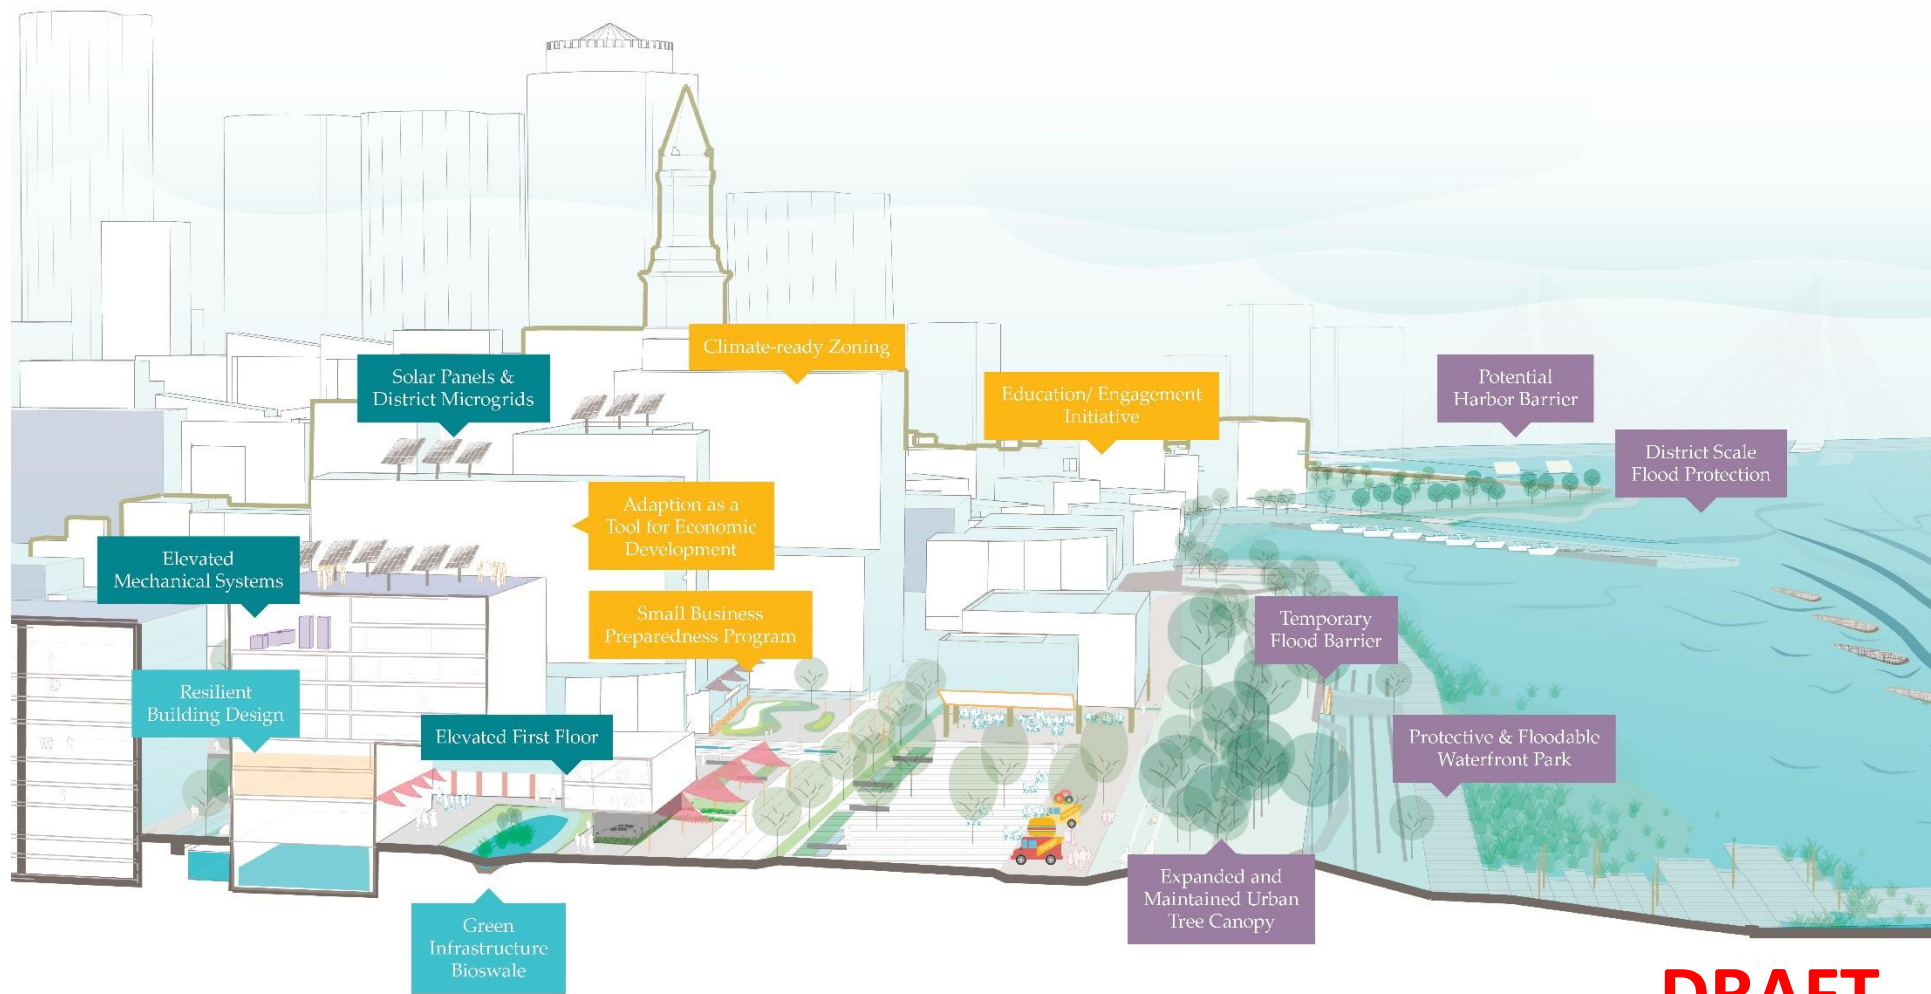 Climate-ready Zoning
Solar Panels &
District Microgrids
Education/ Engagement
Initiative
Potential
Harbor Barrier
District Scale
Flood Protection
Adaption as a
Tool for Economic
Development
Elevated
Mechanical Systems
Small Business
Preparedness Program
Temporary
Flood Barrier
Resilient
Building Design
Elevated First Floor
Protective & Floodable
Waterfront Park
Expanded and
Maintained Urban
Tree Canopy
Green
Infrastructure
Bioswale
DRAFT